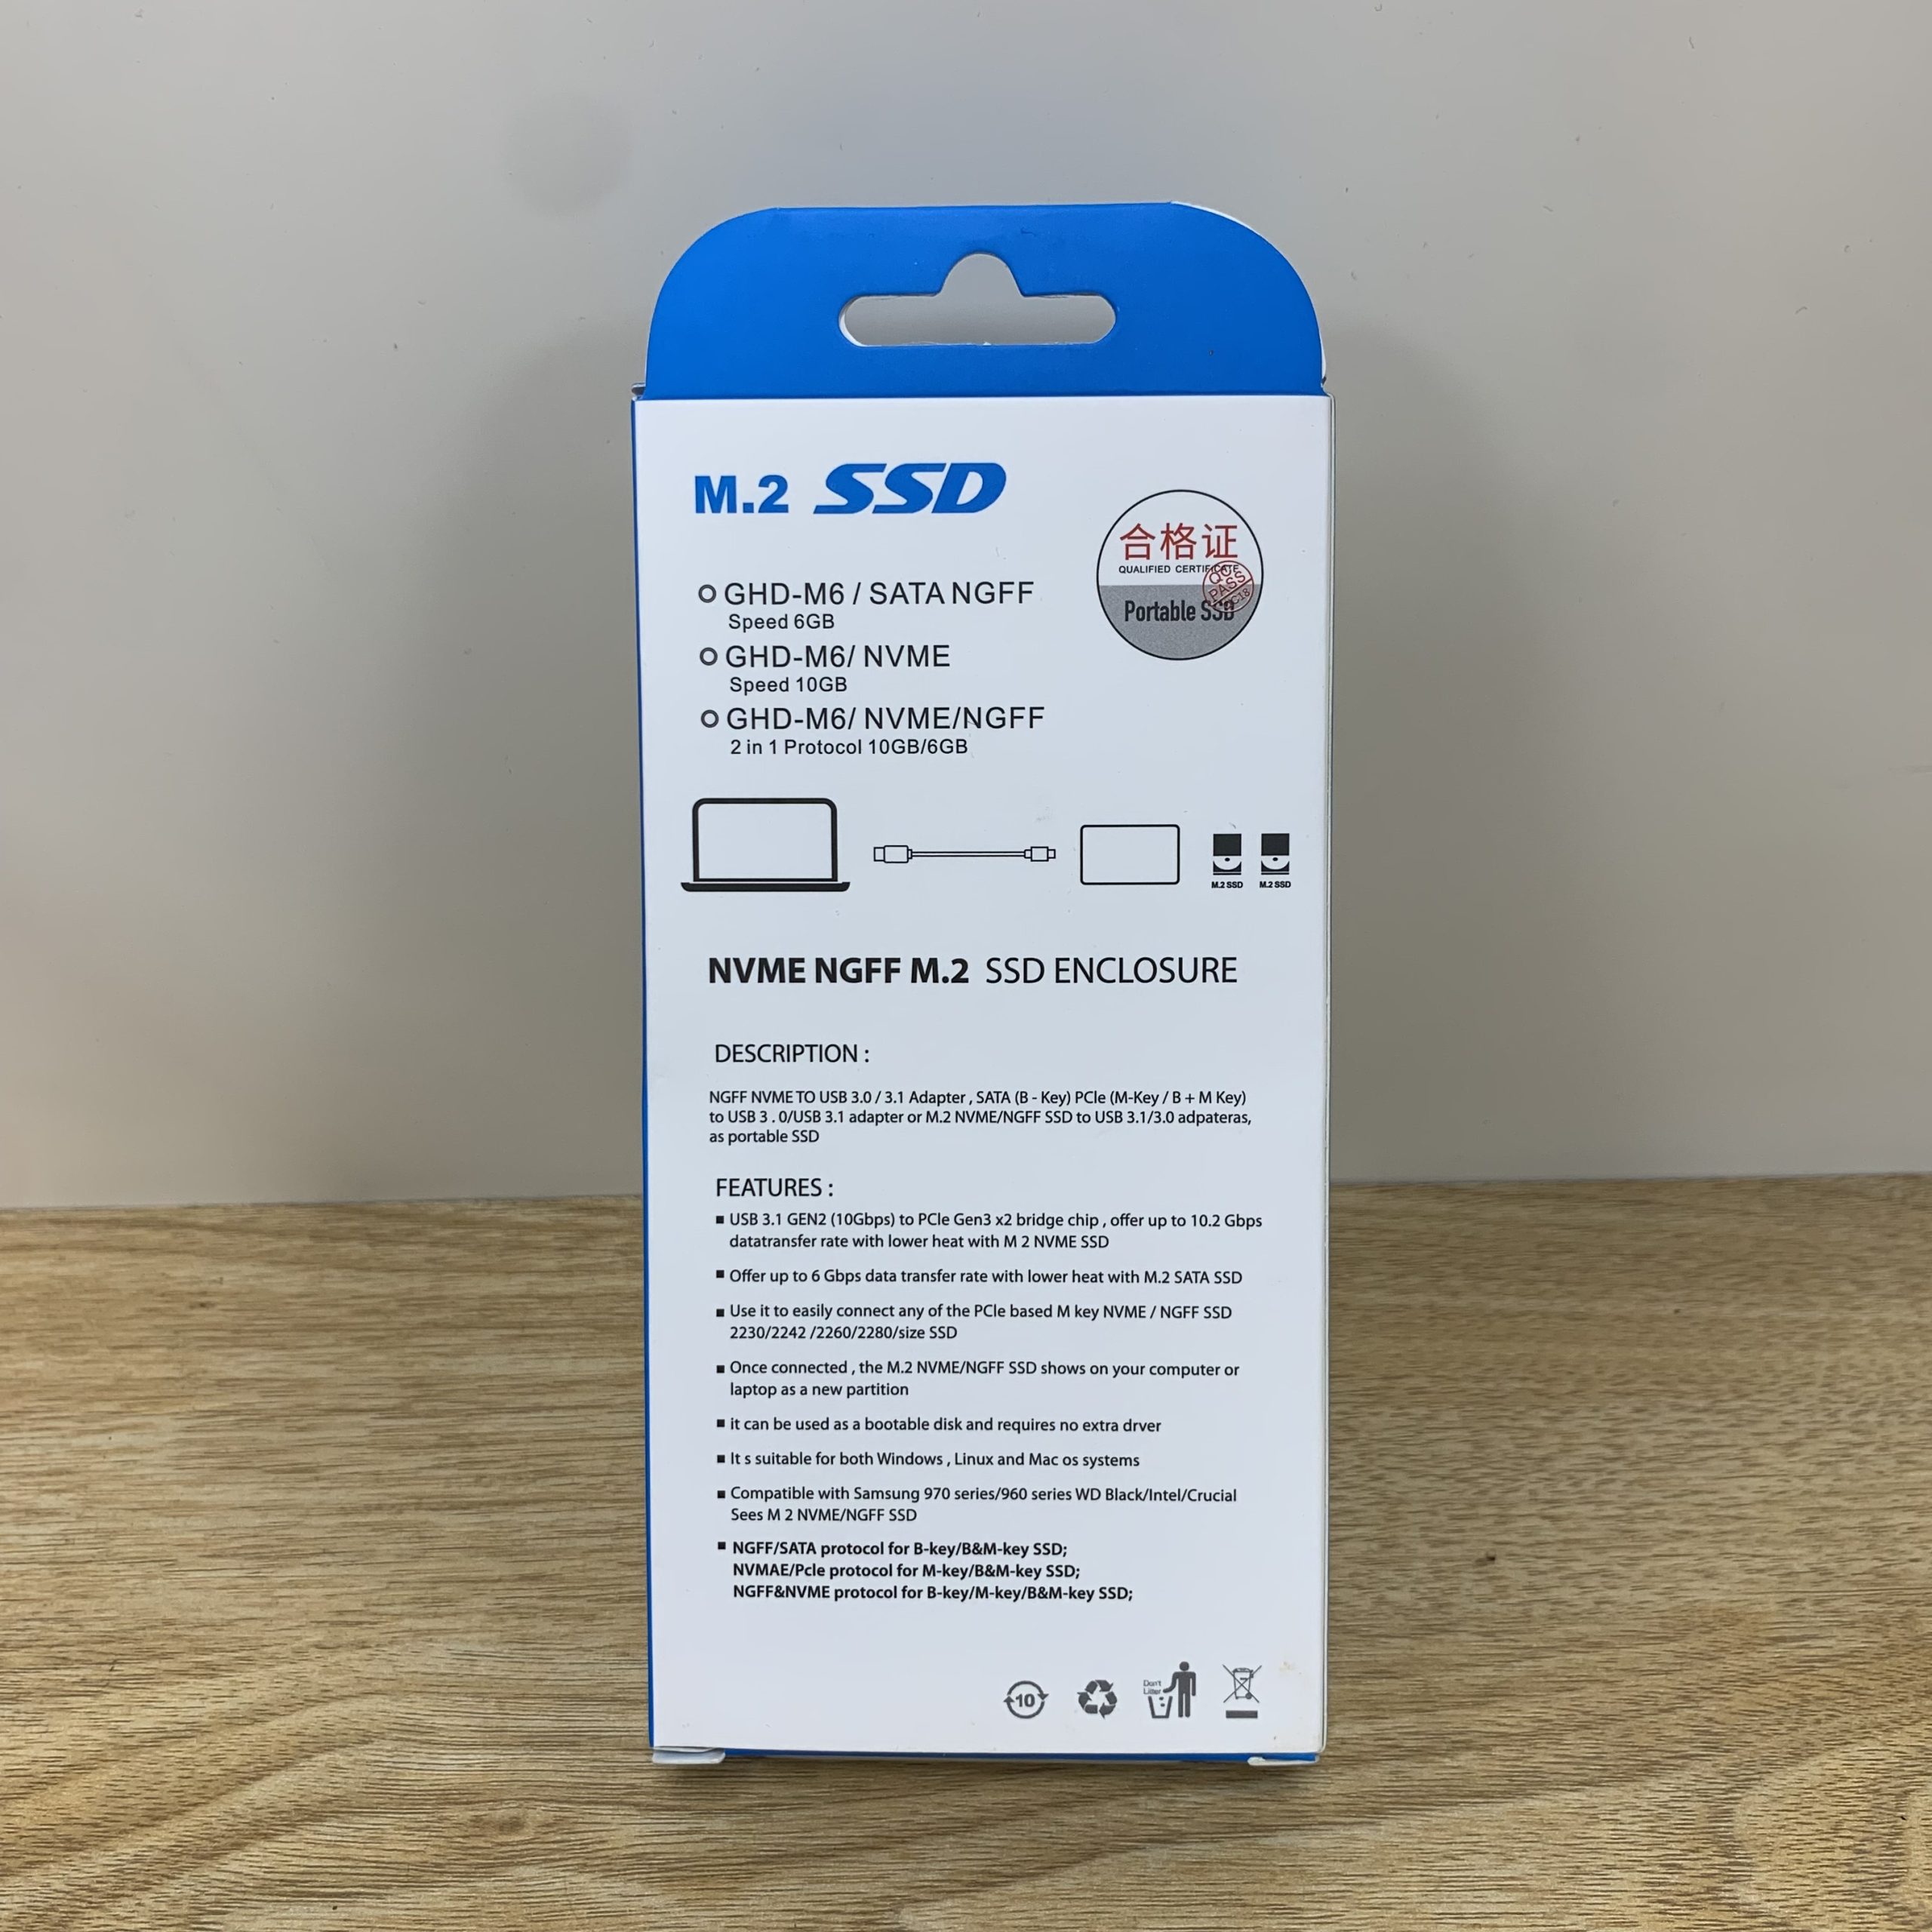 M.2 SSD
合格证
QUALIFIED CERTIFICATE
QC
PASS
Portable SSD
GHD-M6 / SATA NGFF
Speed 6GB
GHD-M6/ NVME
Speed 10GB
GHD-M6/ NVME/NGFF
2 in 1 Protocol 10GB/6GB
M.2 SSD
M.2 SSD
NVME NGFF M.2 SSD ENCLOSURE
DESCRIPTION :
NGFF NVME TO USB 3.0 / 3.1 Adapter , SATA (B - Key) PCle (M-Key / B + M Key)
to USB 3 . 0/USB 3.1 adapter or M.2 NVME/NGFF SSD to USB 3.1/3.0 adpateras,
as portable SSD
FEATURES :
■ USB 3.1 GEN2 (10Gbps) to PCle Gen3 x2 bridge chip , offer up to 10.2 Gbps
datatransfer rate with lower heat with M 2 NVME SSD
■ Offer up to 6 Gbps data transfer rate with lower heat with M.2 SATA SSD
■ Use it to easily connect any of the PCle based M key NVME / NGFF SSD
2230/2242 /2260/2280/size SSD
■ Once connected , the M.2 NVME/NGFF SSD shows on your computer or
laptop as a new partition
■ it can be used as a bootable disk and requires no extra drver
■ It s suitable for both Windows , Linux and Mac os systems
■ Compatible with Samsung 970 series/960 series WD Black/Intel/Crucial
Sees M 2 NVME/NGFF SSD
■ NGFF/SATA protocol for B-key/B&M-key SSD;
NVMAE/Pcle protocol for M-key/B&M-key SSD;
NGFF&NVME protocol for B-key/M-key/B&M-key SSD;
10
Don't
Litter